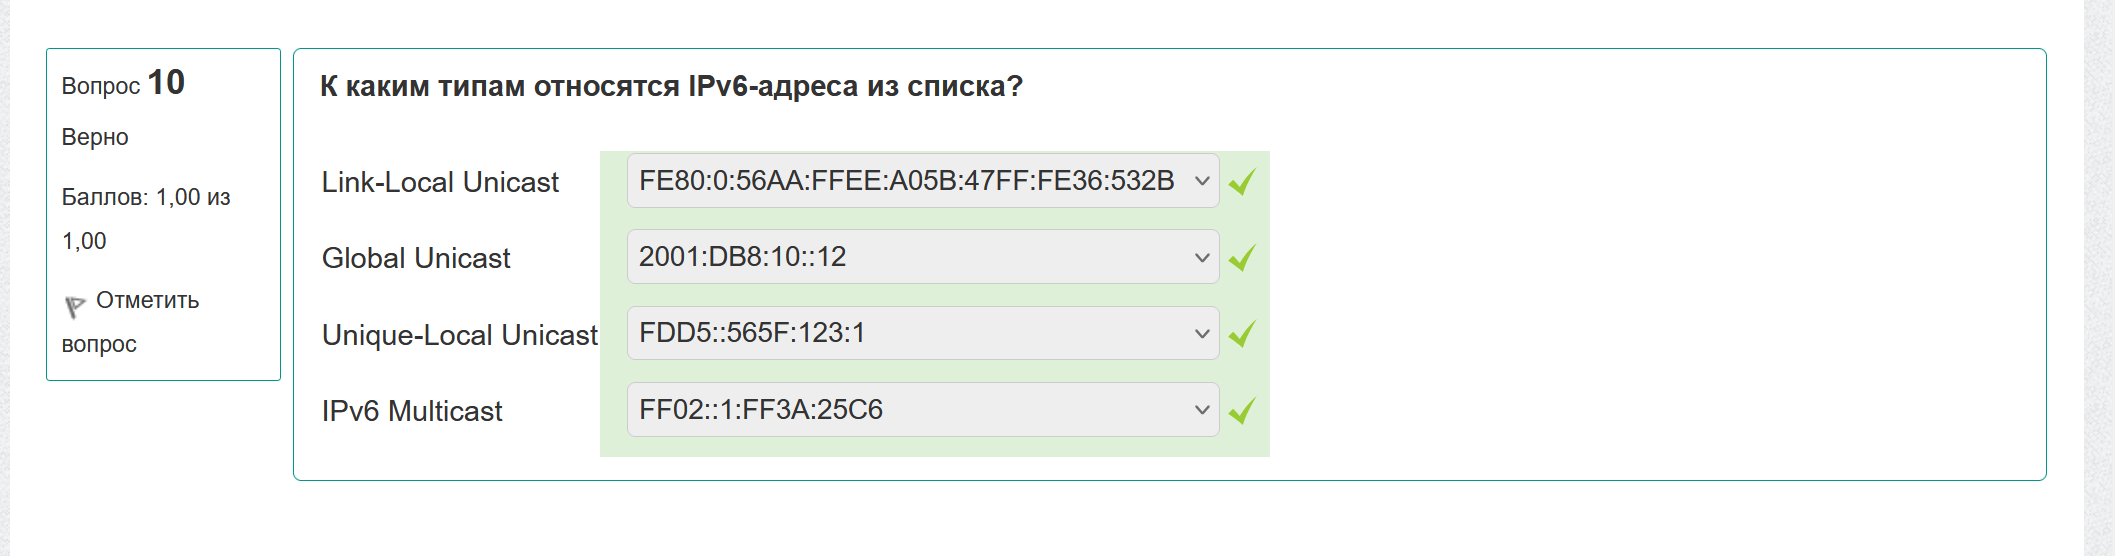 Вопрос 10
Верно
Баллов: 1,00 из
1,00
Отметить
вопрос
К каким типам относятся IPv6-адреса из списка?
Link-Local Unicast FE80:0:56AA:FFEE:A05B:47FF:FE36:532B
Global Unicast 2001:DB8:10::12
Unique-Local Unicast FDD5::565F:123:1
IPv6 Multicast FF02::1:FF3A:25C6